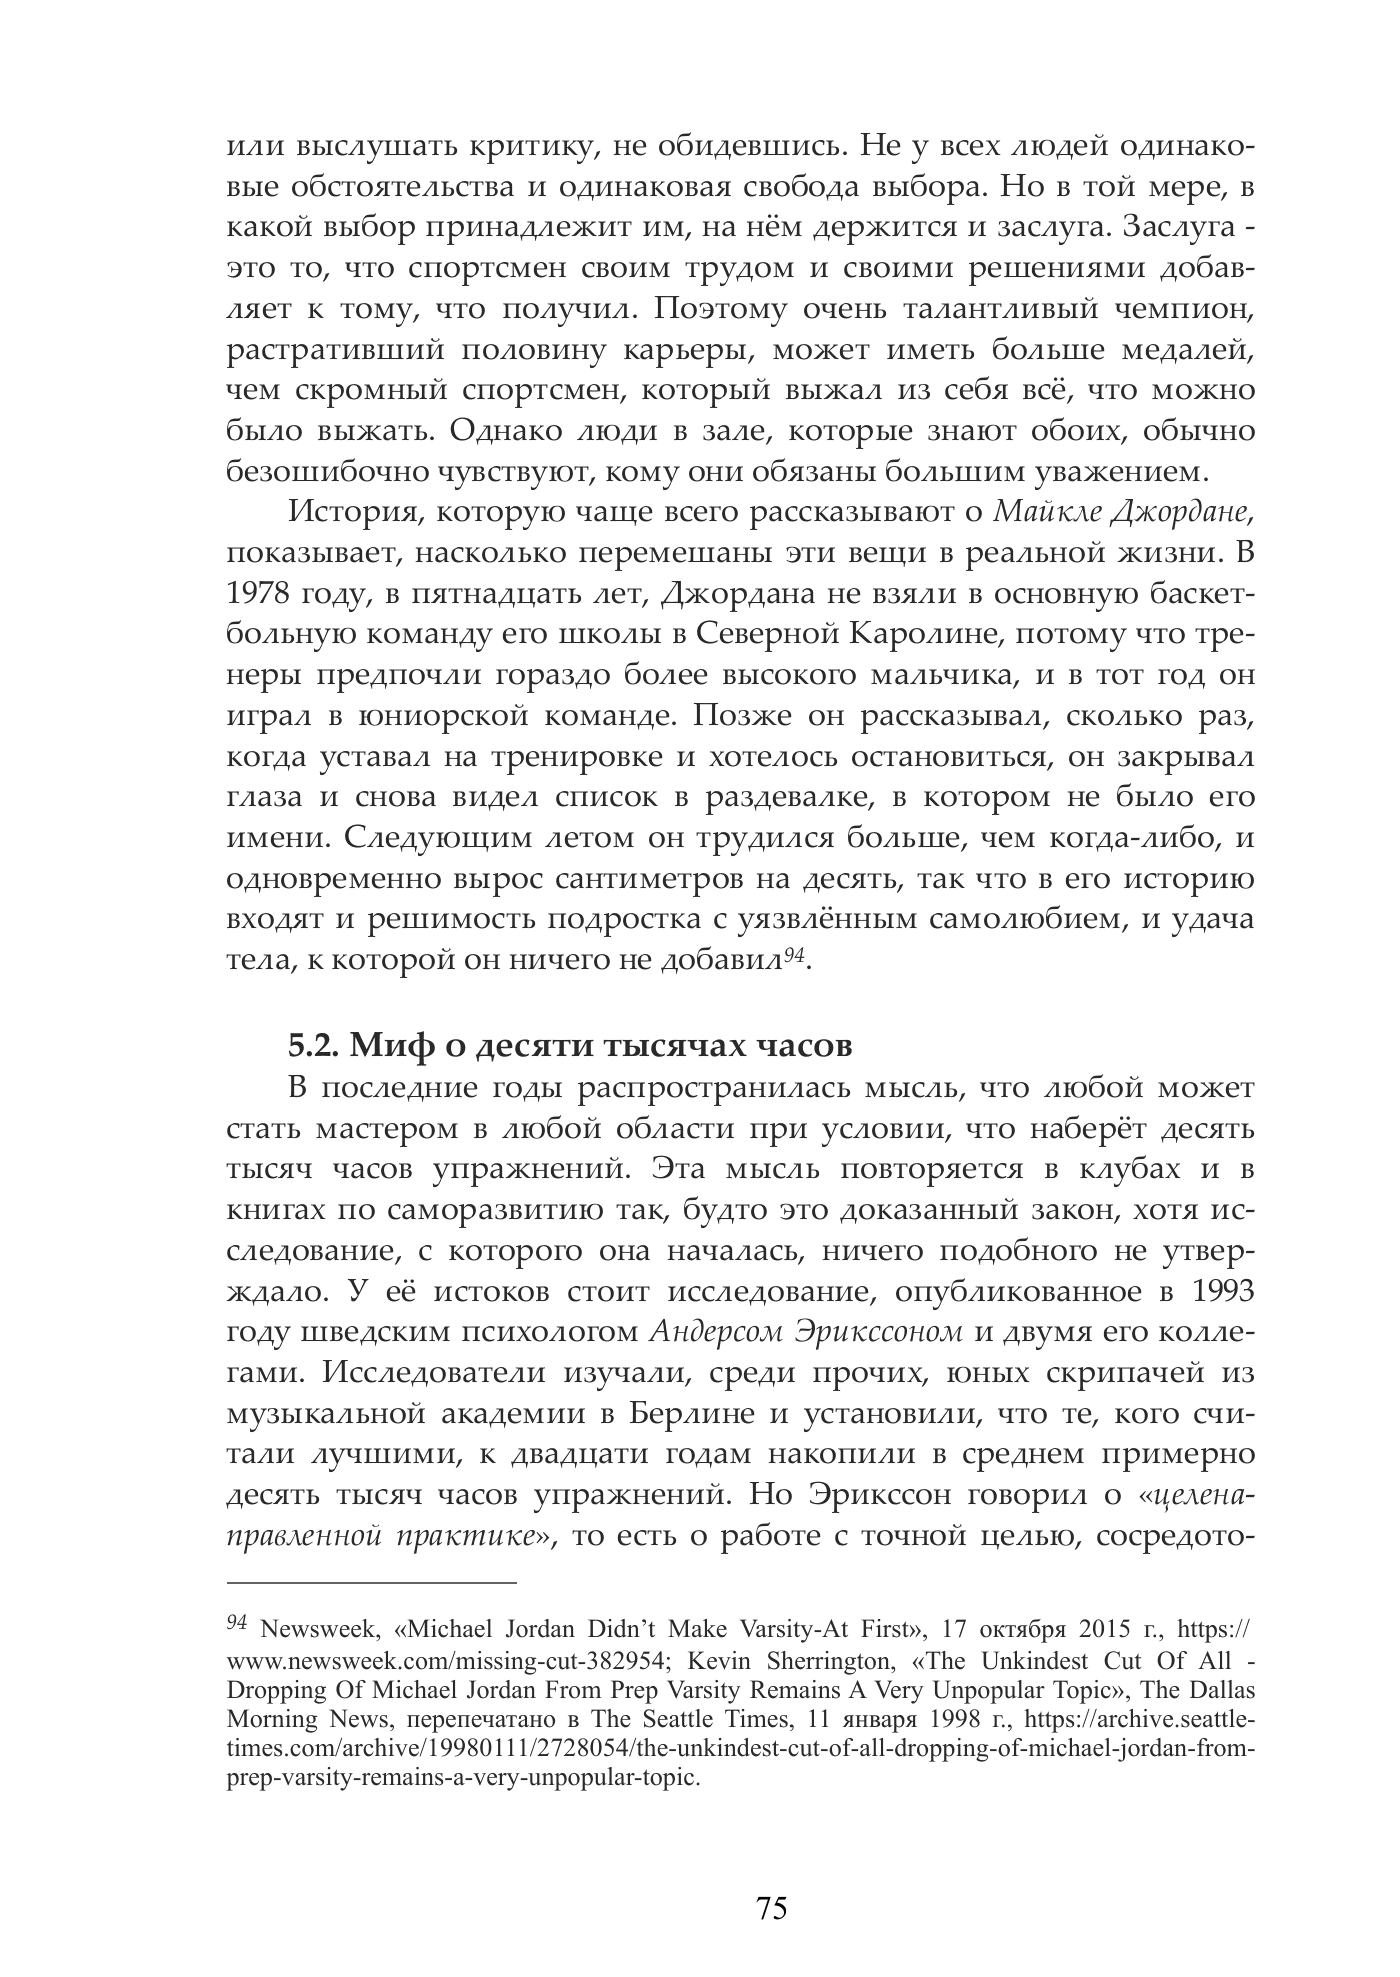 или выслушать критику, не обидевшись. Не у всех людей одинако-
вые обстоятельства и одинаковая свобода выбора. Но в той мере, в
какой выбор принадлежит им, на нём держится и заслуга. Заслуга -
это то, что спортсмен своим трудом и своими решениями добав-
ляет к тому, что получил. Поэтому очень талантливый чемпион,
растративший половину карьеры, может иметь больше медалей,
чем скромный спортсмен, который выжал из себя всё, что можно
было выжать. Однако люди в зале, которые знают обоих, обычно
безошибочно чувствуют, кому они обязаны большим уважением.
История, которую чаще всего рассказывают о Майкле Джордане,
показывает, насколько перемешаны эти вещи в реальной жизни. В
1978 году, в пятнадцать лет, Джордана не взяли в основную баскет-
больную команду его школы в Северной Каролине, потому что тре-
неры предпочли гораздо более высокого мальчика, и в тот год он
играл в юниорской команде. Позже он рассказывал, сколько раз,
когда уставал на тренировке и хотелось остановиться, он закрывал
глаза и снова видел список в раздевалке, в котором не было его
имени. Следующим летом он трудился больше, чем когда-либо, и
одновременно вырос сантиметров на десять, так что в его историю
входят и решимость подростка с уязвлённым самолюбием, и удача
тела, к которой он ничего не добавил94.
5.2. Миф о десяти тысячах часов
В последние годы распространилась мысль, что любой может
стать мастером в любой области при условии, что наберёт десять
тысяч часов упражнений. Эта мысль повторяется в клубах и в
книгах по саморазвитию так, будто это доказанный закон, хотя ис-
следование, с которого она началась, ничего подобного не утвер-
ждало. У её истоков стоит исследование, опубликованное в 1993
году шведским психологом Андерсом Эрикссоном и двумя его колле-
гами. Исследователи изучали, среди прочих, юных скрипачей из
музыкальной академии в Берлине и установили, что те, кого счи-
тали лучшими, к двадцати годам накопили в среднем примерно
десять тысяч часов упражнений. Но Эрикссон говорил о «целена-
правленной практике», то есть о работе с точной целью, сосредото-
94 Newsweek, «Michael Jordan Didn’t Make Varsity-At First», 17 октября 2015 г., https://
www.newsweek.com/missing-cut-382954; Kevin Sherrington, «The Unkindest Cut Of All -
Dropping Of Michael Jordan From Prep Varsity Remains A Very Unpopular Topic», The Dallas
Morning News, перепечатано в The Seattle Times, 11 января 1998 г., https://archive.seattle-
times.com/archive/19980111/2728054/the-unkindest-cut-of-all-dropping-of-michael-jordan-from-
prep-varsity-remains-a-very-unpopular-topic.
75